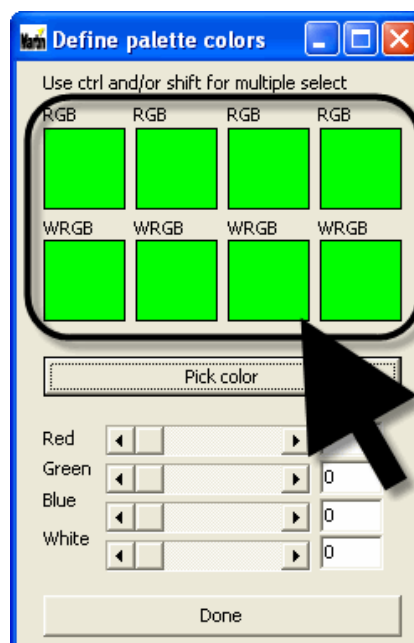 Martin Define palette colors
Use ctrl and/or shift for multiple select
RGB RGB RGB RGB
WRGB WRGB WRGB WRGB
Pick color
Red
Green 0
Blue 0
White 0
Done